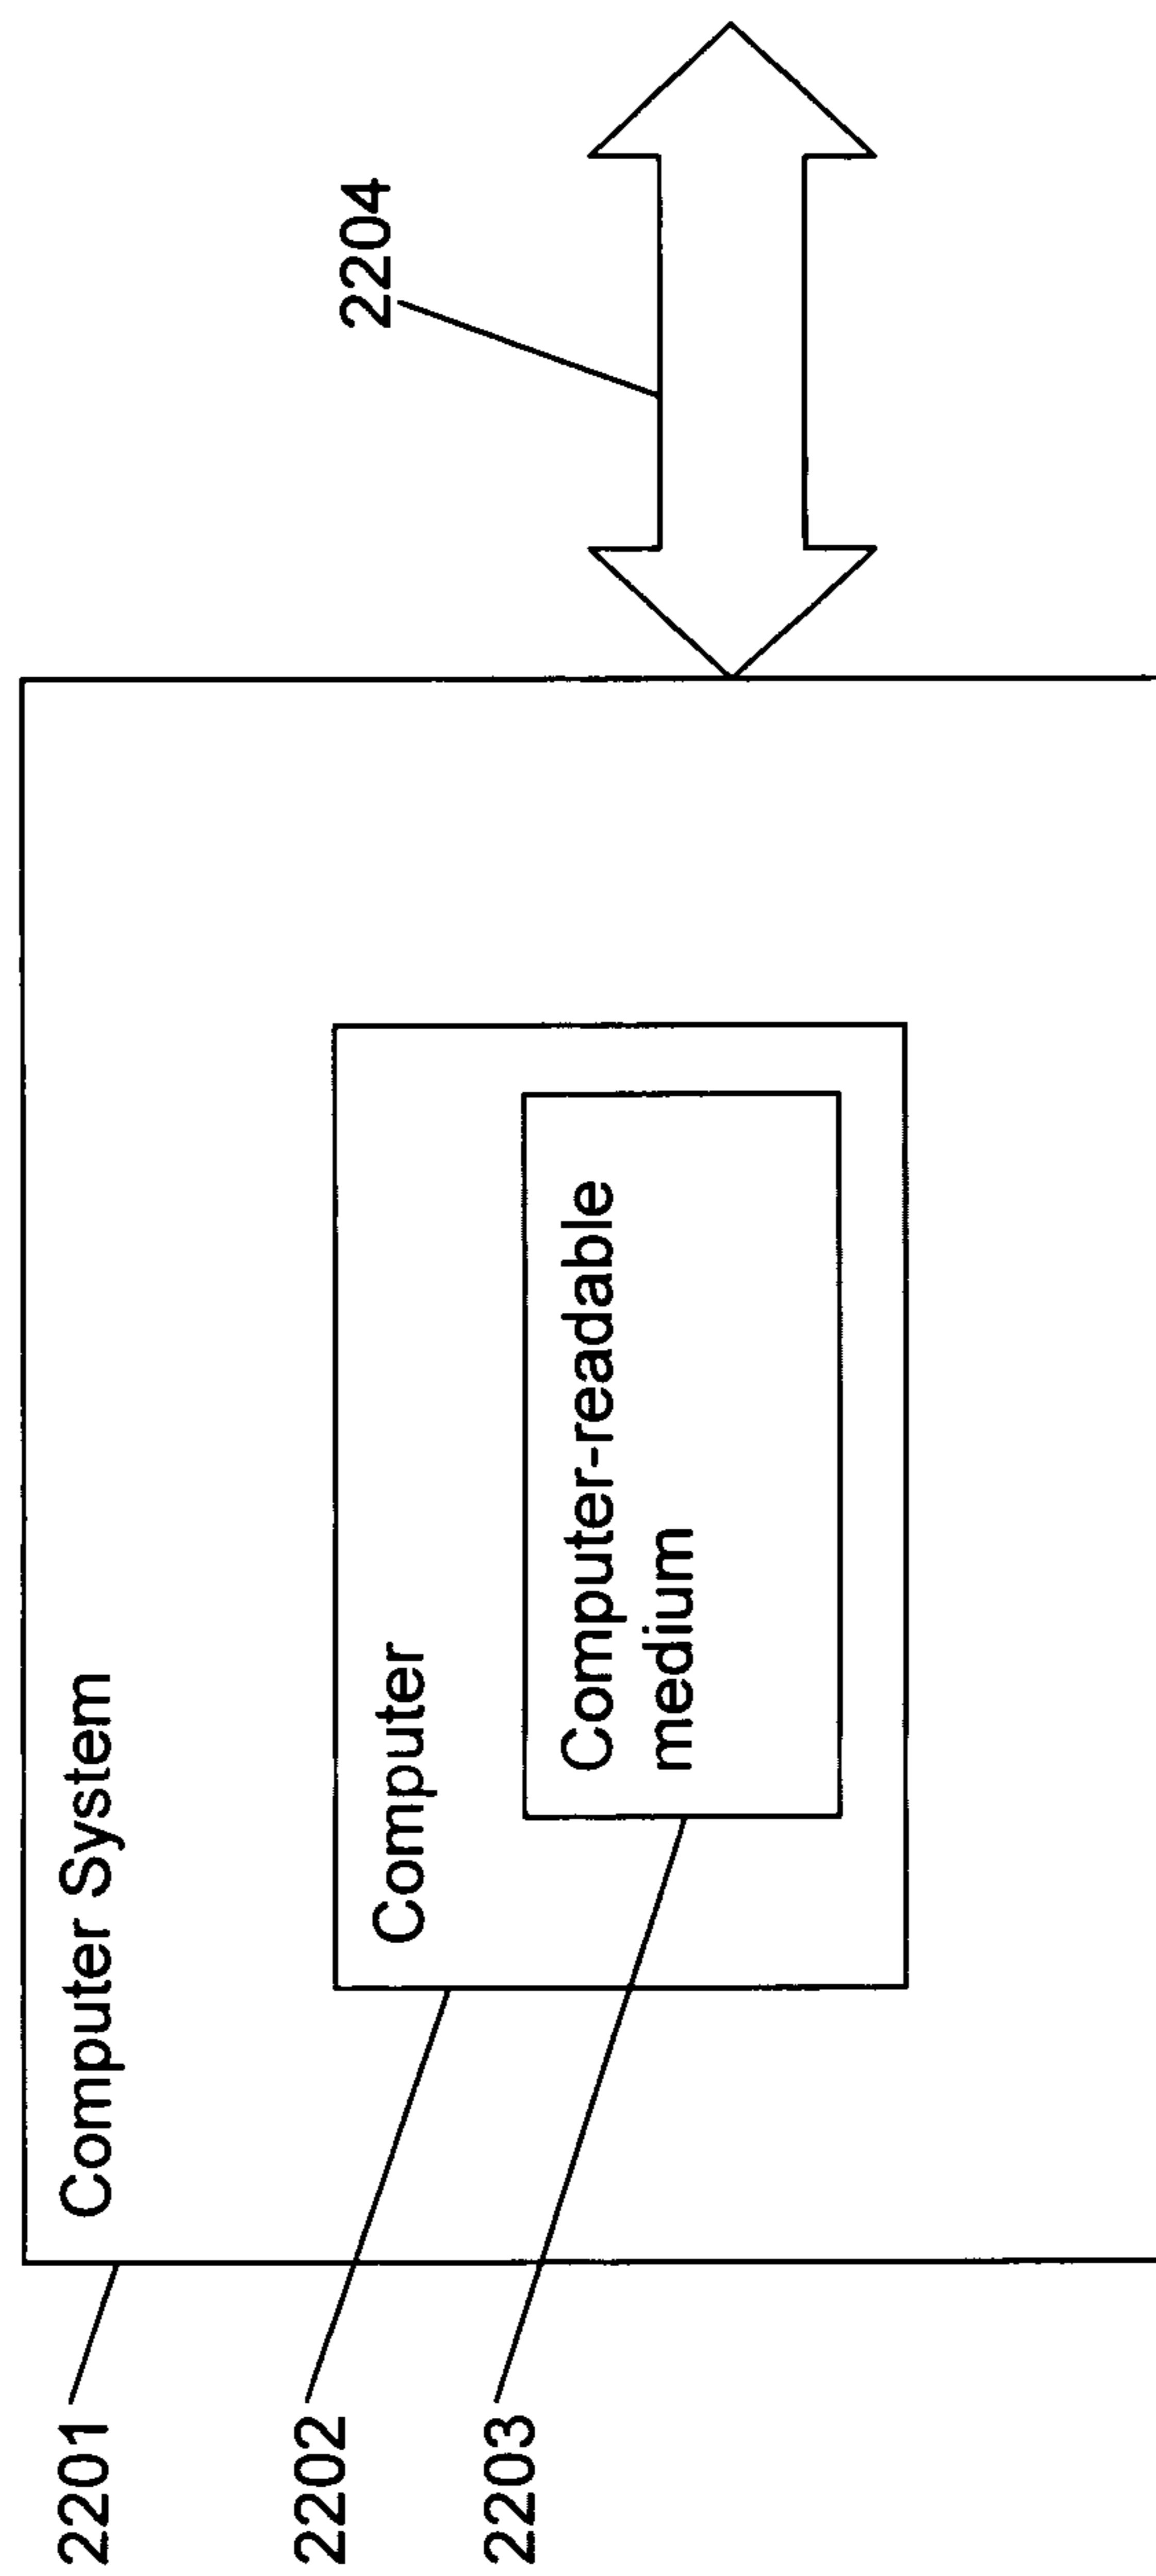 2201
Computer System
2202
Computer
2203
Computer-readable
medium
2204